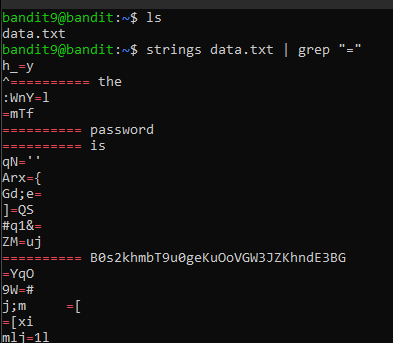 bandit9@bandit:~$ ls
data.txt
bandit9@bandit:~$ strings data.txt | grep "="
h_=y
^========== the
:WnY=l
=mTf
========== password
========== is
qN=''
Arx={
Gd;e=
]=QS
#q1&=
ZM=uj
========== B0s2khmbT9u0geKuOoVGW3JZKhndE3BG
=YqO
9W=#
j;m     =[
=[xi
mlj=1l